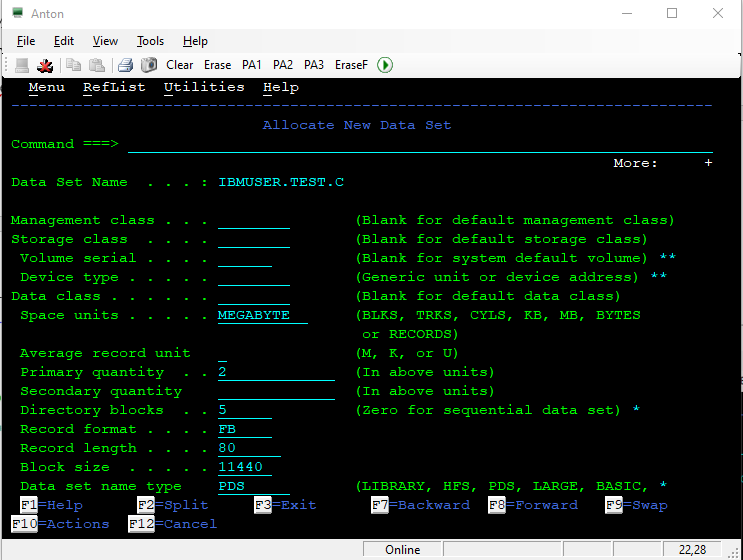 Anton
File Edit View Tools Help
Clear Erase PA1 PA2 PA3 EraseF
Menu RefList Utilities Help
Allocate New Data Set
Command ===>
More: +
Data Set Name . . . : IBMUSER.TEST.C
Management class . . . (Blank for default management class)
Storage class . . . . (Blank for default storage class)
Volume serial . . . . (Blank for system default volume) **
Device type . . . . . (Generic unit or device address) **
Data class . . . . . . (Blank for default data class)
Space units . . . . . MEGABYTE (BLKS, TRKS, CYLS, KB, MB, BYTES
or RECORDS)
Average record unit _ (M, K, or U)
Primary quantity . . 2 (In above units)
Secondary quantity (In above units)
Directory blocks . . 5 (Zero for sequential data set) *
Record format . . . . FB
Record length . . . . 80
Block size . . . . . 11440
Data set name type PDS (LIBRARY, HFS, PDS, LARGE, BASIC, *
F1=Help F2=Split F3=Exit F7=Backward F8=Forward F9=Swap
F10=Actions F12=Cancel
Online 22,28